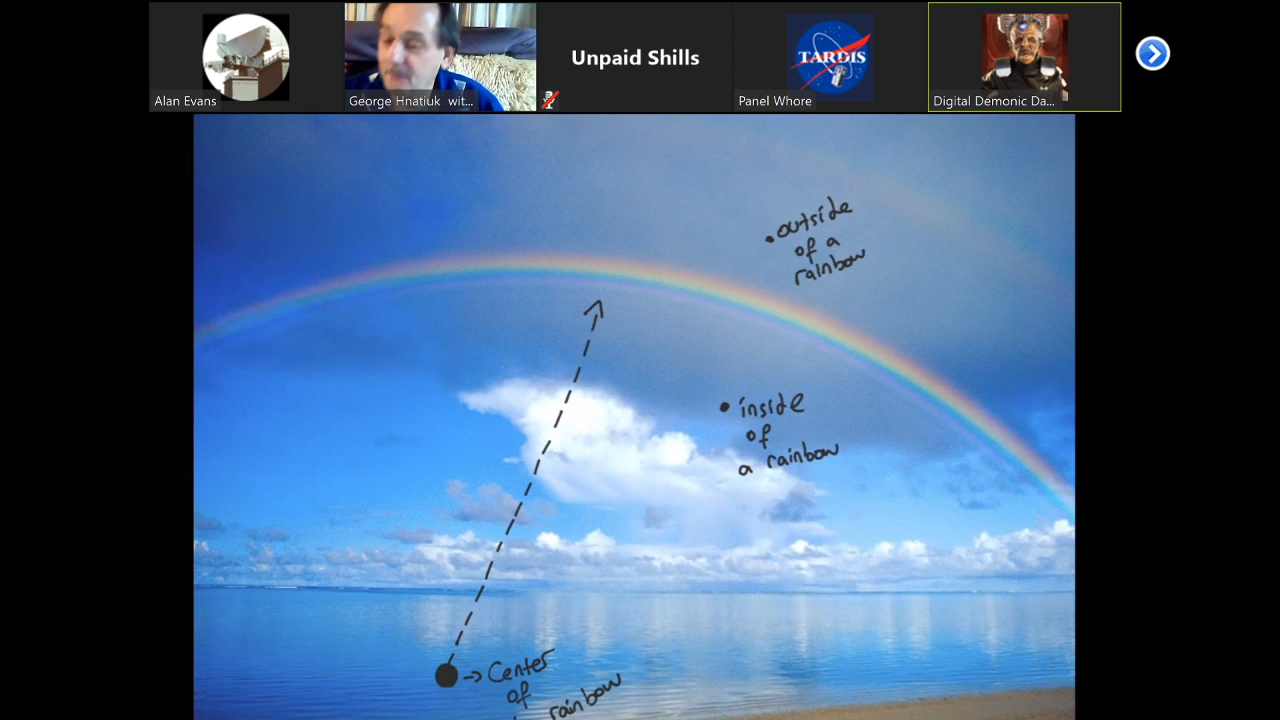 Unpaid Shills
TARDIS
Alan Evans
George Hnatiuk wit...
Panel Whore
Digital Demonic Da...
outside
of a
rainbow
inside
of
a rainbow
Center
of
rainbow